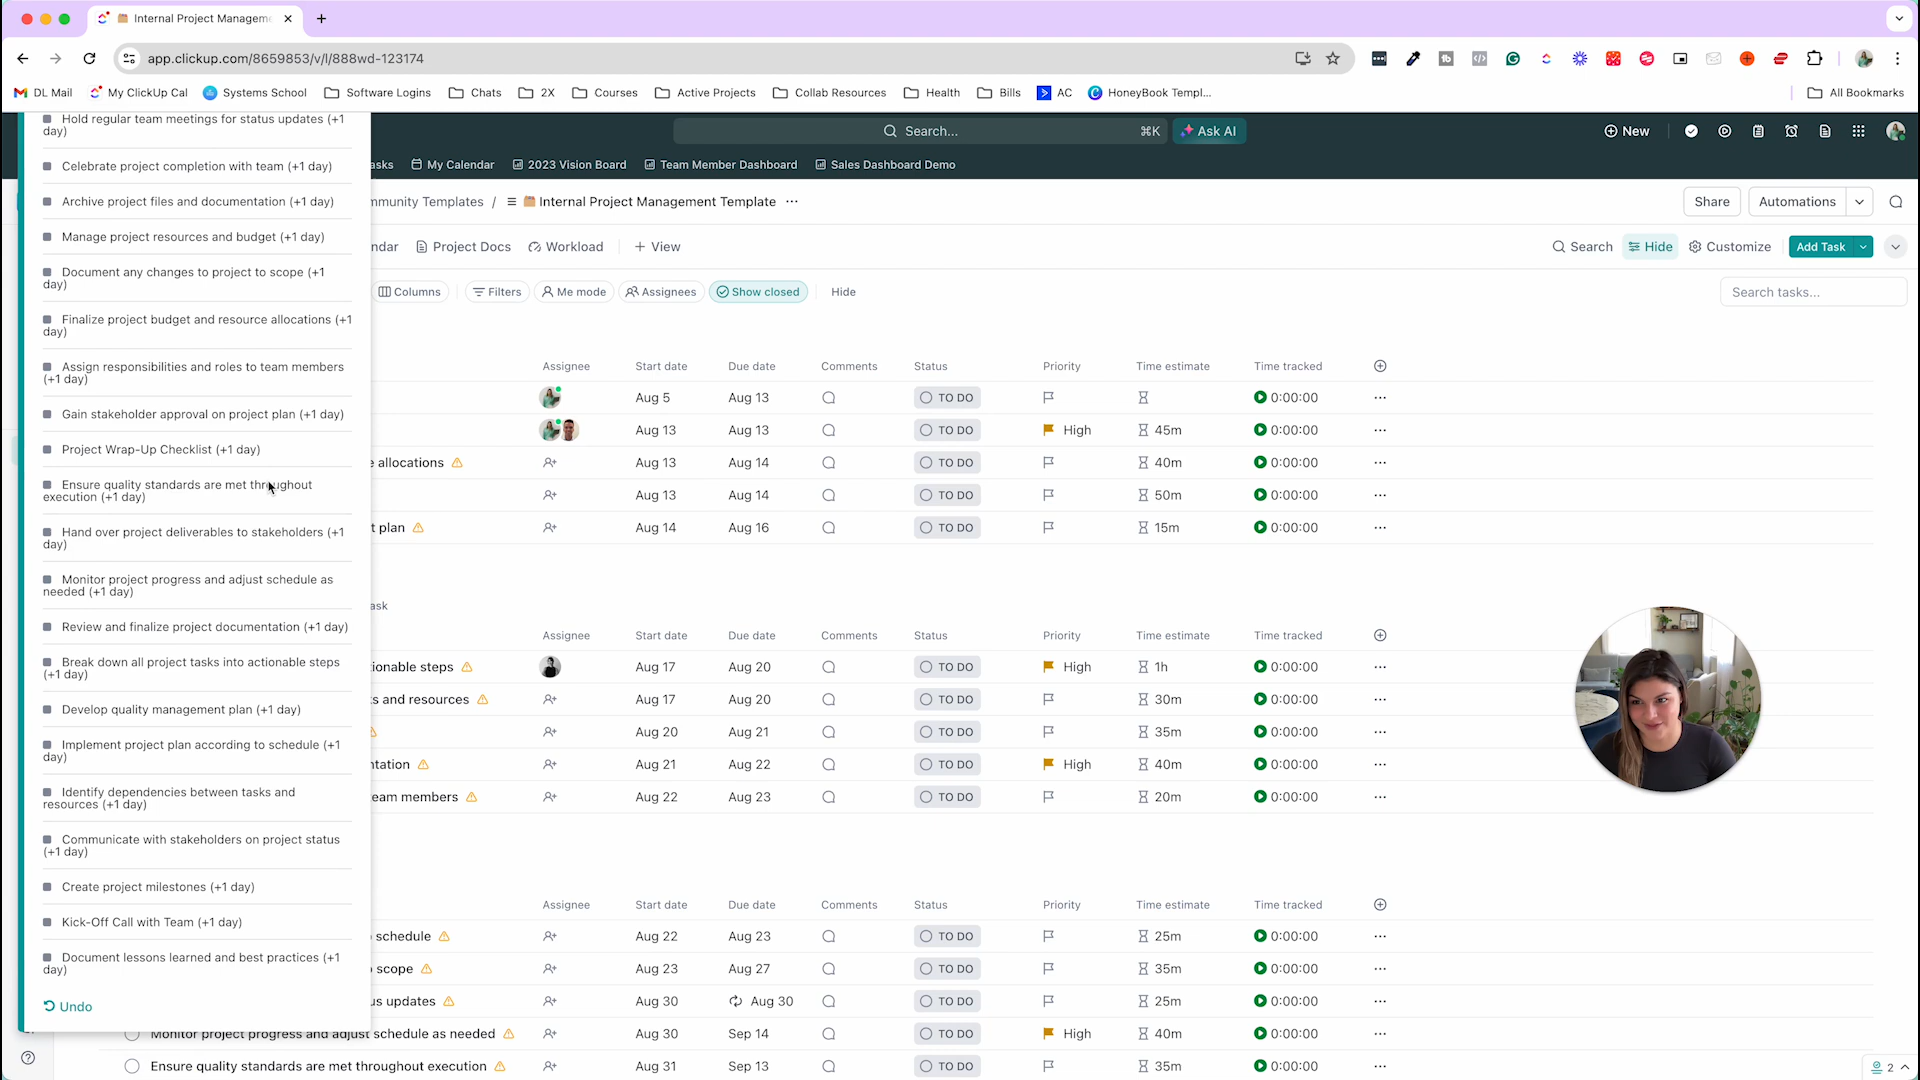 Internal Project Manageme
app.clickup.com/8659853/v/l/888wd-123174
DL Mail
My ClickUp Cal
Systems School
Software Logins
Chats
2X
Courses
Active Projects
Collab Resources
Health
Bills
AC
HoneyBook Templ...
All Bookmarks
Search...
⌘K
Ask AI
New
asks
My Calendar
2023 Vision Board
Team Member Dashboard
Sales Dashboard Demo
mmunity Templates / Internal Project Management Template
Share
Automations
ndar
Project Docs
Workload
+ View
Search
Hide
Customize
Add Task
Columns
Filters
Me mode
Assignees
Show closed
Hide
Search tasks...
Hold regular team meetings for status updates (+1
day)
Celebrate project completion with team (+1 day)
Archive project files and documentation (+1 day)
Manage project resources and budget (+1 day)
Document any changes to project to scope (+1
day)
Finalize project budget and resource allocations (+1
day)
Assign responsibilities and roles to team members
(+1 day)
Gain stakeholder approval on project plan (+1 day)
Project Wrap-Up Checklist (+1 day)
Ensure quality standards are met throughout
execution (+1 day)
Hand over project deliverables to stakeholders (+1
day)
Monitor project progress and adjust schedule as
needed (+1 day)
Review and finalize project documentation (+1 day)
Break down all project tasks into actionable steps
(+1 day)
Develop quality management plan (+1 day)
Implement project plan according to schedule (+1
day)
Identify dependencies between tasks and
resources (+1 day)
Communicate with stakeholders on project status
(+1 day)
Create project milestones (+1 day)
Kick-Off Call with Team (+1 day)
Document lessons learned and best practices (+1
day)
Undo
Assignee Start date Due date Comments Status Priority Time estimate Time tracked
Aug 5 Aug 13 TO DO 0:00:00
Aug 13 Aug 13 TO DO High 45m 0:00:00
e allocations Aug 13 Aug 14 TO DO 40m 0:00:00
Aug 13 Aug 14 TO DO 50m 0:00:00
t plan Aug 14 Aug 16 TO DO 15m 0:00:00
ask
Assignee Start date Due date Comments Status Priority Time estimate Time tracked
tionable steps Aug 17 Aug 20 TO DO High 1h 0:00:00
s and resources Aug 17 Aug 20 TO DO 30m 0:00:00
Aug 20 Aug 21 TO DO 35m 0:00:00
ntation Aug 21 Aug 22 TO DO High 40m 0:00:00
team members Aug 22 Aug 23 TO DO 20m 0:00:00
Assignee Start date Due date Comments Status Priority Time estimate Time tracked
schedule Aug 22 Aug 23 TO DO 25m 0:00:00
scope Aug 23 Aug 27 TO DO 35m 0:00:00
us updates Aug 30 Aug 30 TO DO 25m 0:00:00
Monitor project progress and adjust schedule as needed Aug 30 Sep 14 TO DO High 40m 0:00:00
Ensure quality standards are met throughout execution Aug 31 Sep 13 TO DO 35m 0:00:00
2